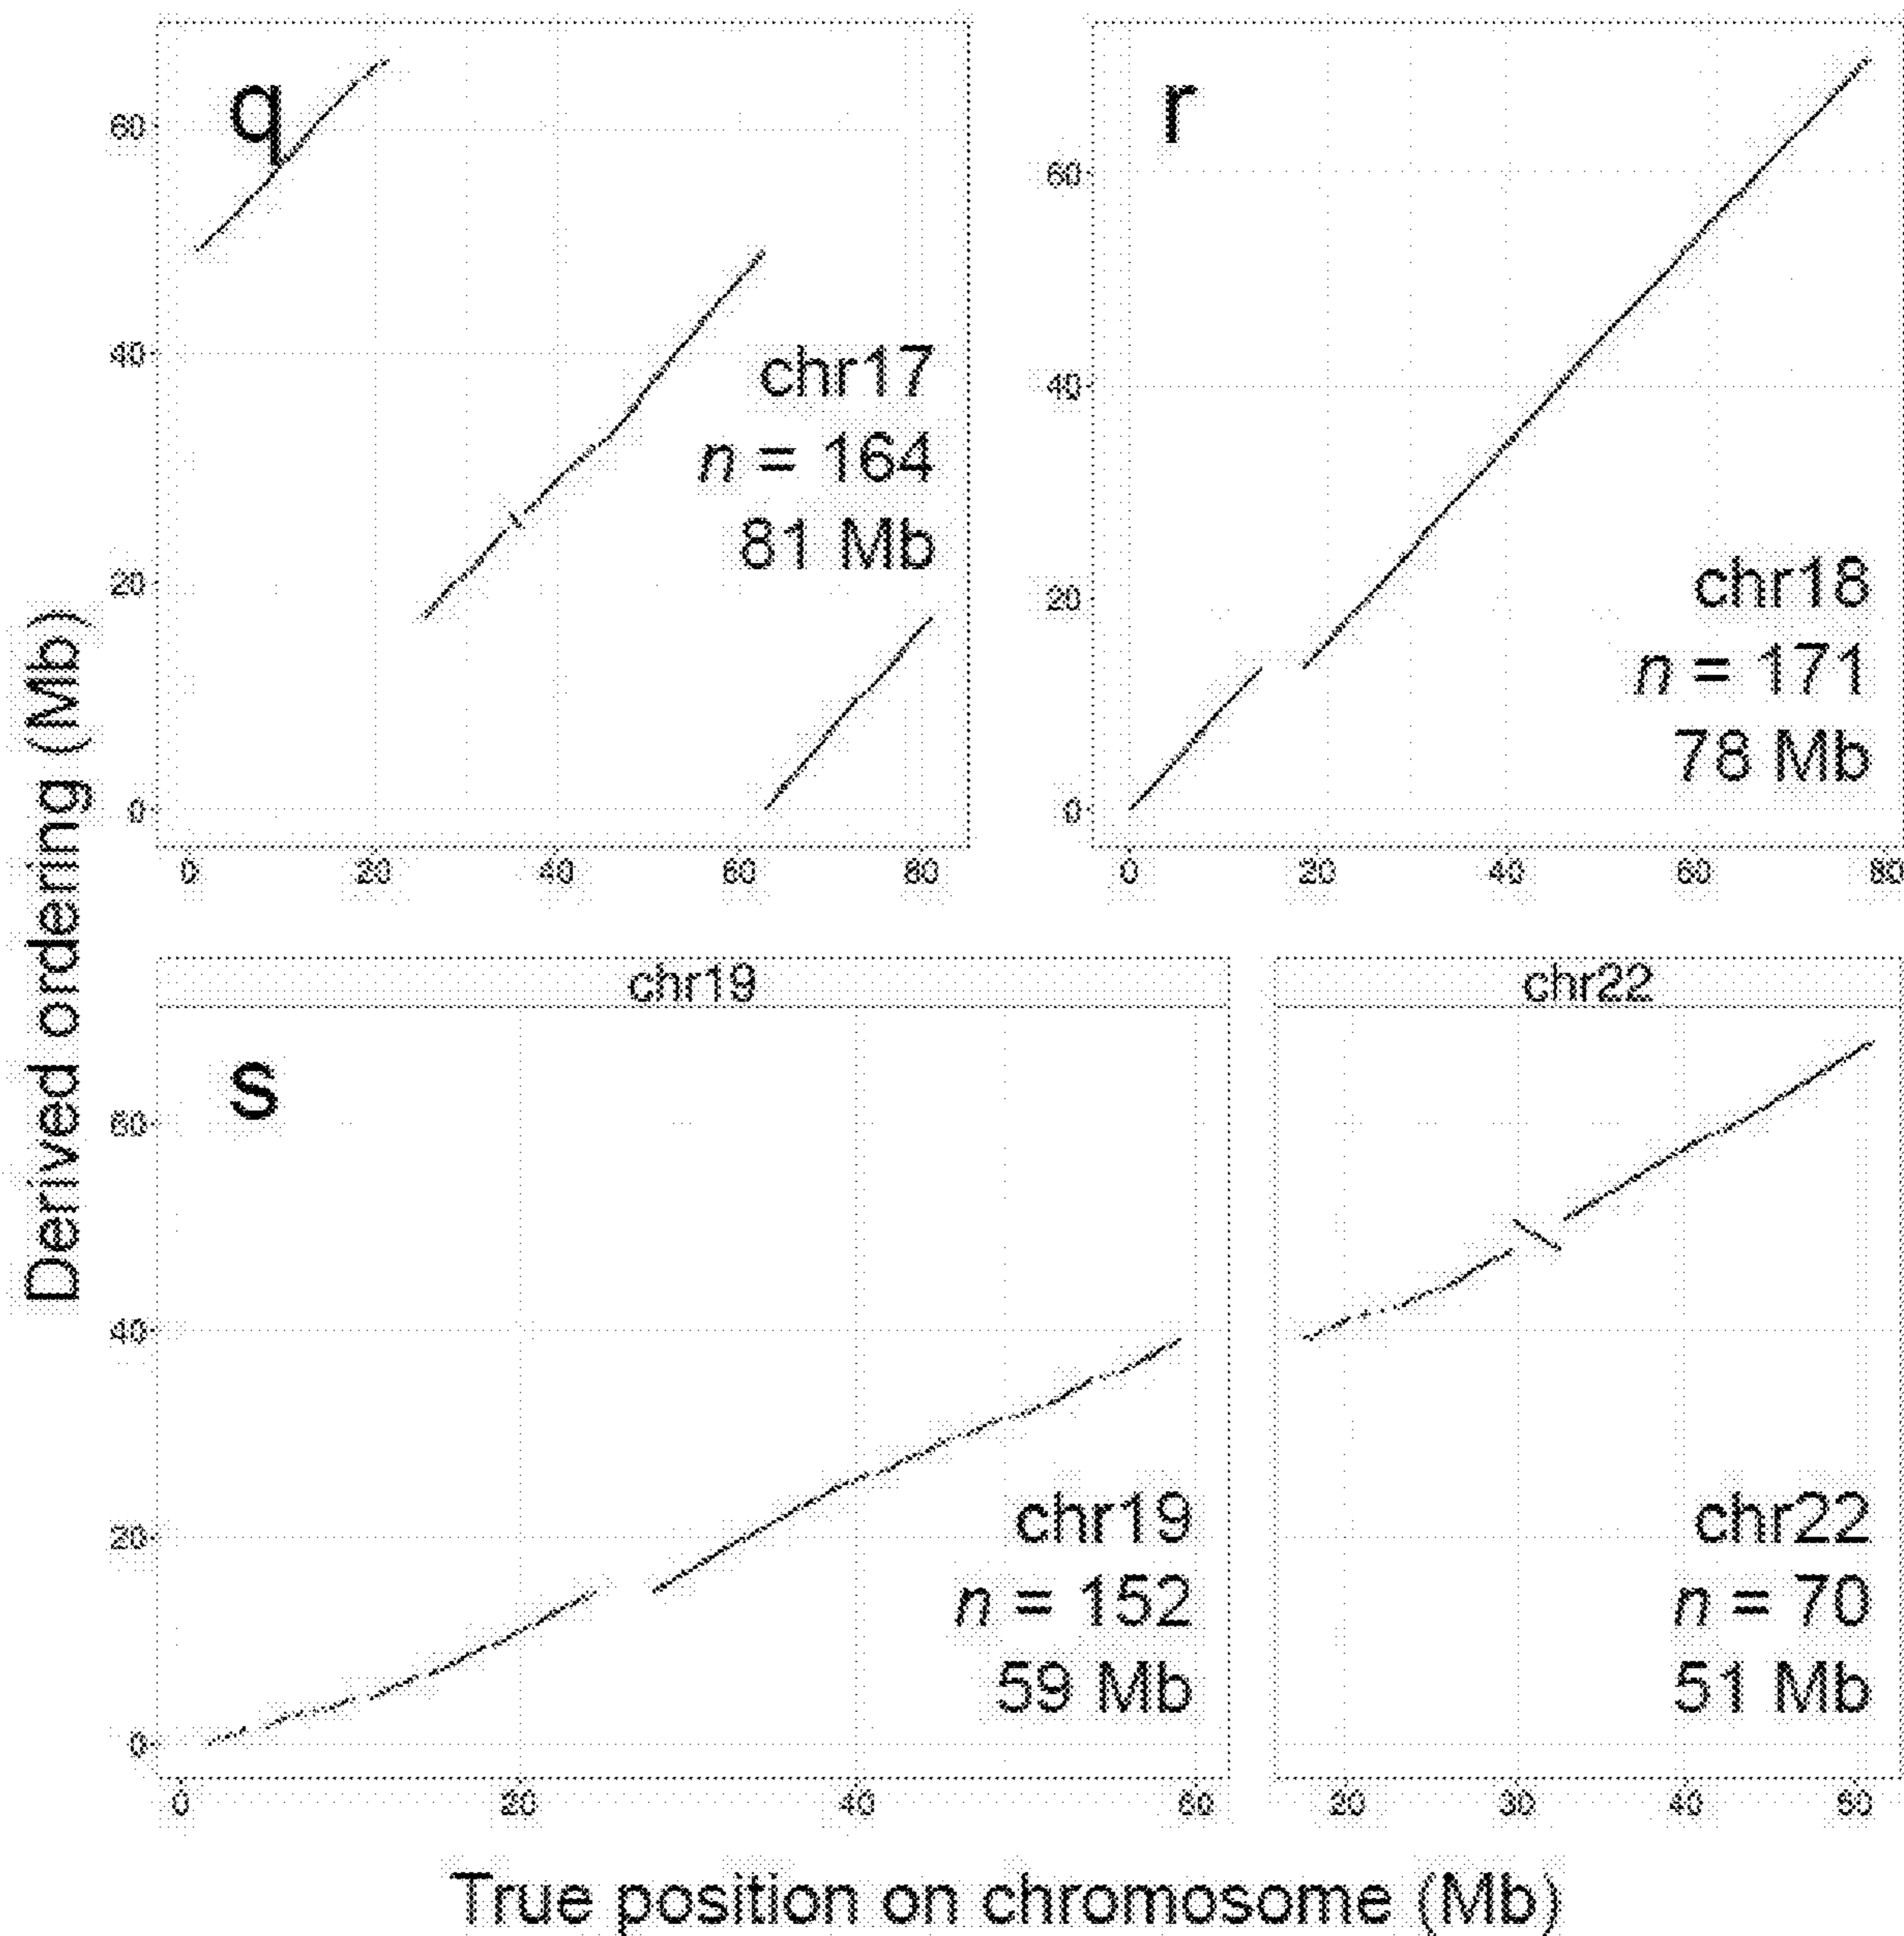 q
60
40
20
0
chr17
n = 164
81 Mb
0 20 40 60 80
r
60
40
20
0
chr18
n = 171
78 Mb
0 20 40 60 80
Derived ordering (Mb)
chr19
s
60
40
20
0
chr19
n = 152
59 Mb
0 20 40 60
chr22
chr22
n = 70
51 Mb
20 30 40 50
True position on chromosome (Mb)